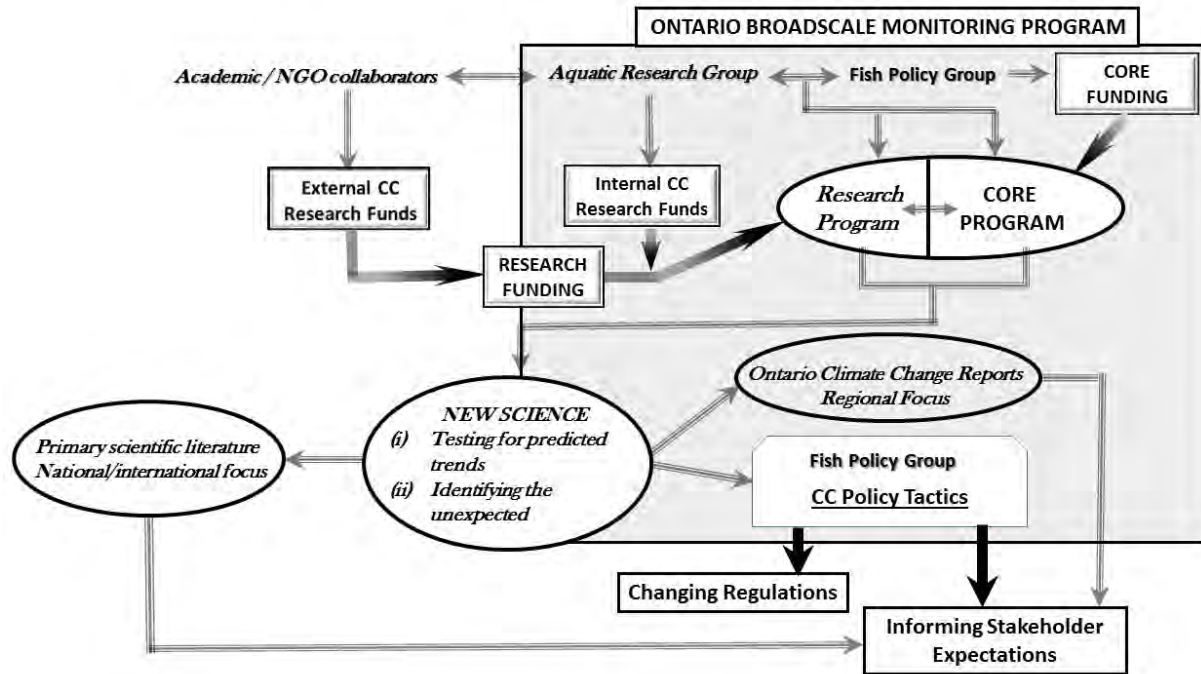 ONTARIO BROADSCALE MONITORING PROGRAM
Academic / NGO collaborators
Aquatic Research Group
Fish Policy Group
CORE
FUNDING
External CC
Research Funds
Internal CC
Research Funds
Research
Program
CORE
PROGRAM
RESEARCH
FUNDING
NEW SCIENCE
(i) Testing for predicted
trends
(ii) Identifying the
unexpected
Ontario Climate Change Reports
Regional Focus
Primary scientific literature
National/international focus
Fish Policy Group
CC Policy Tactics
Changing Regulations
Informing Stakeholder
Expectations